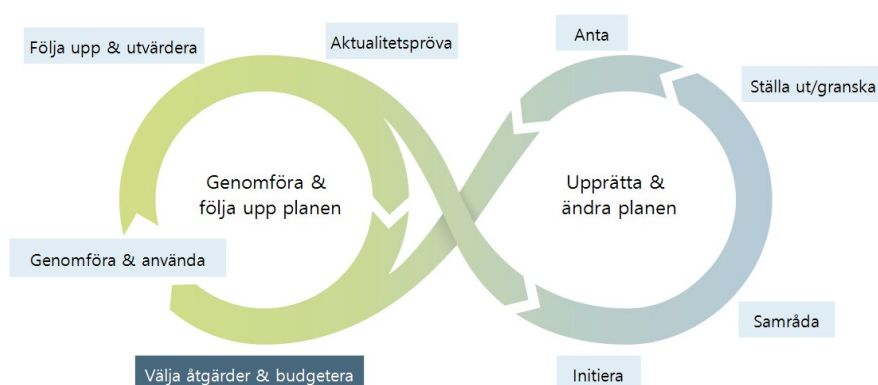 Följa upp & utvärdera
Aktualitetspröva
Anta
Ställa ut/granska
Genomföra &
följa upp planen
Upprätta &
ändra planen
Genomföra & använda
Samråda
Välja åtgärder & budgetera
Initiera